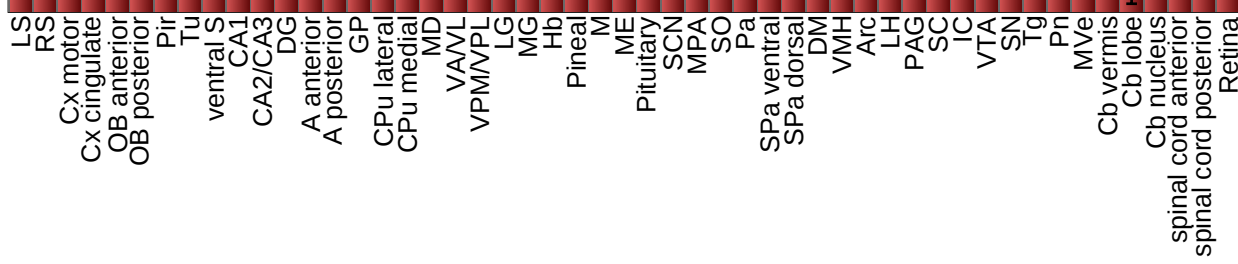 LS
RS
Cx motor
Cx cingulate
OB anterior
OB posterior
Pir
Tu
ventral S
CA1
CA2/CA3
DG
A anterior
A posterior
GP
CPu lateral
CPu medial
MD
VA/VL
VPM/VPL
LG
MG
Hb
Pineal
M
ME
Pituitary
SCN
MPA
SO
Pa
SPa ventral
SPa dorsal
DM
VMH
Arc
LH
PAG
SC
IC
VTA
SN
Tg
Pn
MVe
Cb vermis
Cb lobe
Cb nucleus
spinal cord anterior
spinal cord posterior
Retina